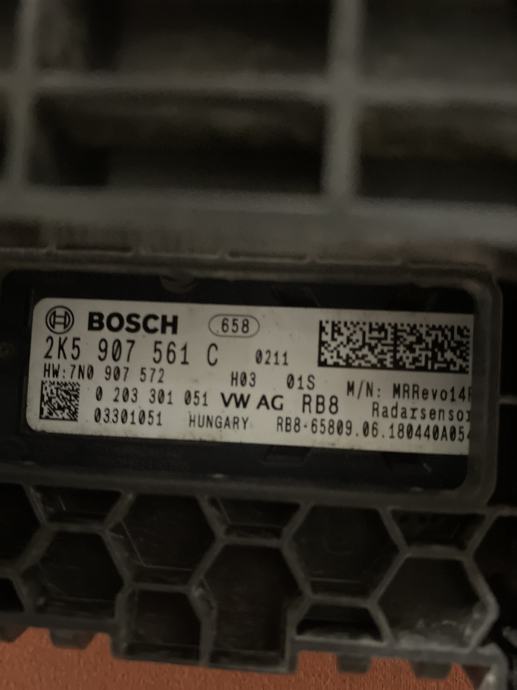 BOSCH 658
2K5 907 561 C 0211
HW:7N0 907 572 H03 01S M/N: MRRevo14F
0 203 301 051 VW AG RB8 Radarsensor
03301051 HUNGARY RB8-65809.06.180440A054